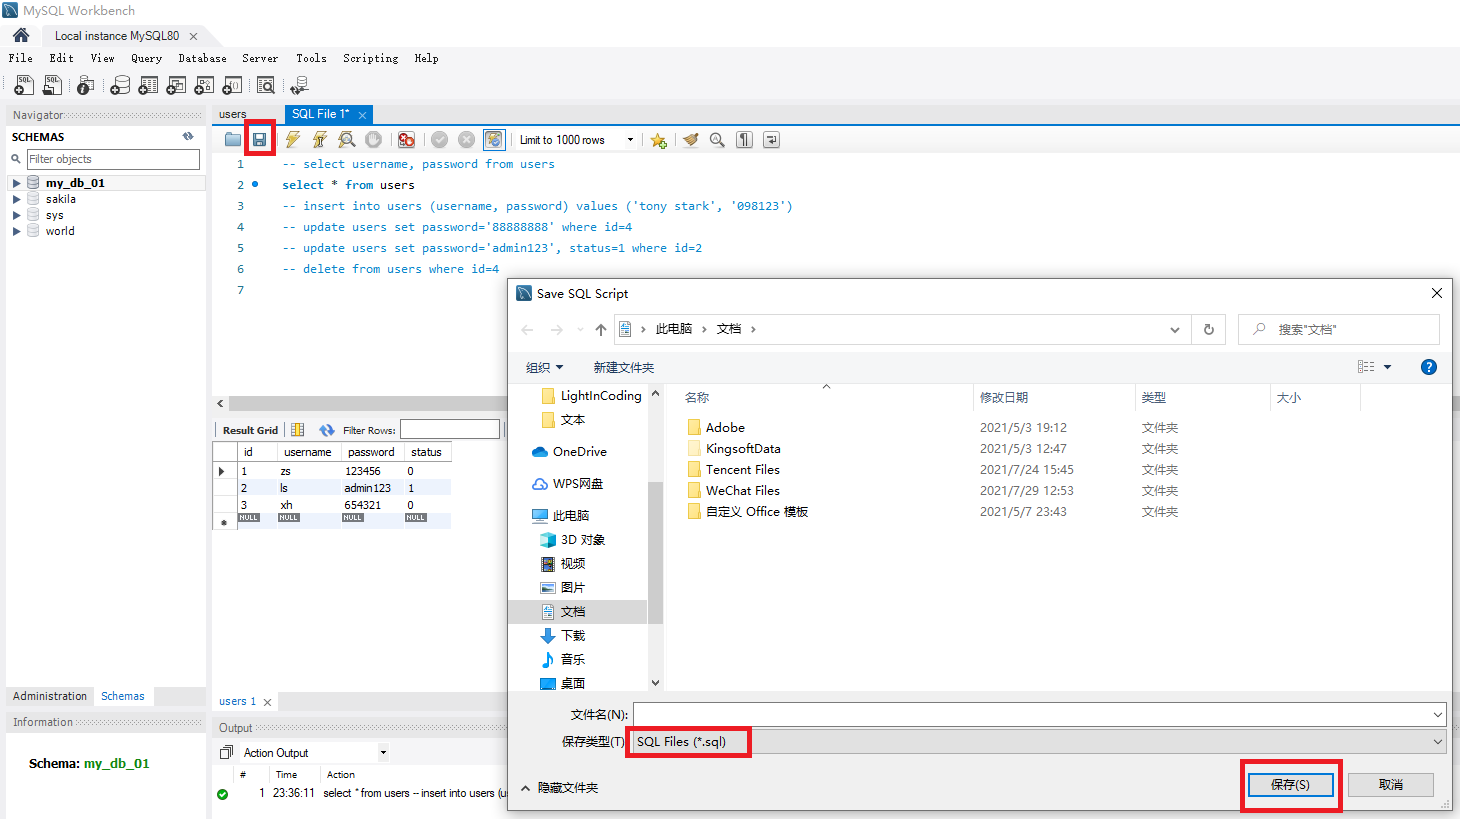 MySQL Workbench
Local instance MySQL80
File Edit View Query Database Server Tools Scripting Help
Navigator
SCHEMAS
Filter objects
my_db_01
sakila
sys
world
Administration Schemas
Information
Schema: my_db_01
users SQL File 1*
Limit to 1000 rows
1 -- select username, password from users
2 select * from users
3 -- insert into users (username, password) values ('tony stark', '098123')
4 -- update users set password='88888888' where id=4
5 -- update users set password='admin123', status=1 where id=2
6 -- delete from users where id=4
7
Result Grid Filter Rows:
id username password status
1 zs 123456 0
2 ls admin123 1
3 xh 654321 0
NULL NULL NULL NULL
users 1
Output
Action Output
# Time Action
1 23:36:11 select * from users -- insert into users (us
Save SQL Script
此电脑 文档
搜索"文档"
组织 新建文件夹
LightInCoding
文本
OneDrive
WPS网盘
此电脑
3D 对象
视频
图片
文档
下载
音乐
桌面
名称 修改日期 类型 大小
Adobe 2021/5/3 19:12 文件夹
KingsoftData 2021/5/3 12:47 文件夹
Tencent Files 2021/7/24 15:45 文件夹
WeChat Files 2021/7/29 12:53 文件夹
自定义 Office 模板 2021/5/7 23:43 文件夹
文件名(N):
保存类型(T) SQL Files (*.sql)
隐藏文件夹
保存(S) 取消